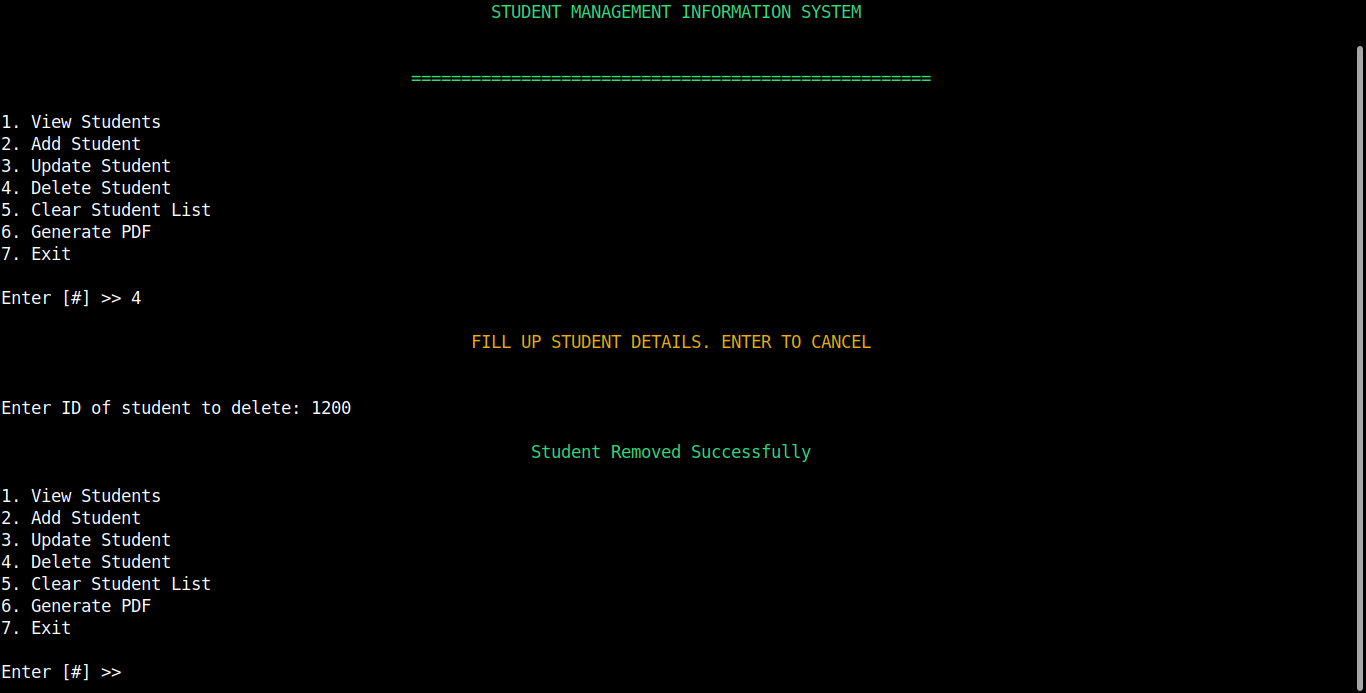 STUDENT MANAGEMENT INFORMATION SYSTEM
====================================================
1. View Students
2. Add Student
3. Update Student
4. Delete Student
5. Clear Student List
6. Generate PDF
7. Exit
Enter [#] >> 4
FILL UP STUDENT DETAILS. ENTER TO CANCEL
Enter ID of student to delete: 1200
Student Removed Successfully
1. View Students
2. Add Student
3. Update Student
4. Delete Student
5. Clear Student List
6. Generate PDF
7. Exit
Enter [#] >>